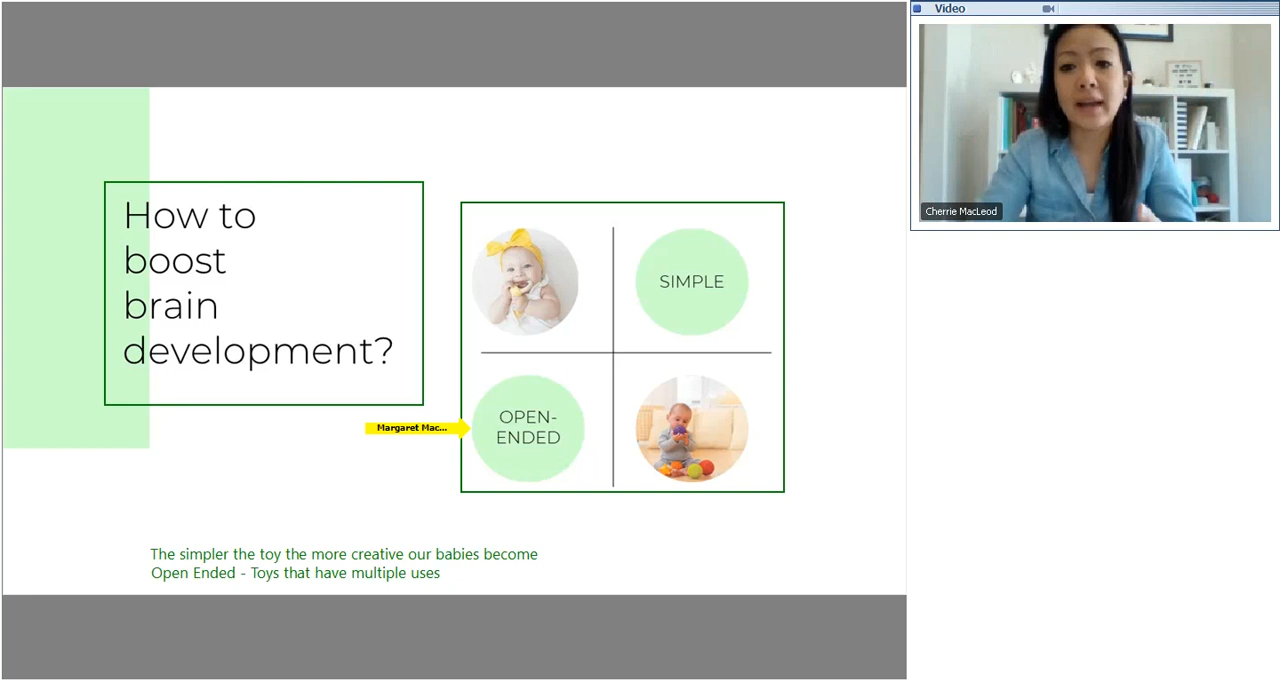 Video
How to
boost
brain
development?
SIMPLE
OPEN-
ENDED
Margaret Mac...
The simpler the toy the more creative our babies become
Open Ended - Toys that have multiple uses
Cherrie MacLeod